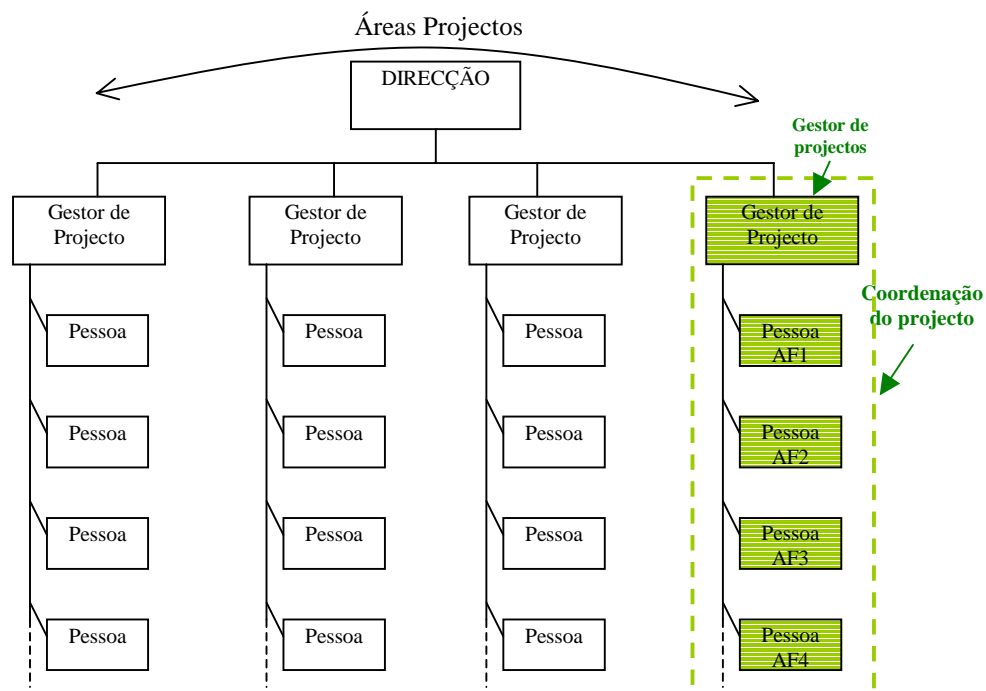 Áreas Projectos
DIRECÇÃO
Gestor de
projectos
Gestor de
Projecto
Gestor de
Projecto
Gestor de
Projecto
Gestor de
Projecto
Coordenação
do projecto
Pessoa
Pessoa
Pessoa
Pessoa
AF1
Pessoa
Pessoa
Pessoa
Pessoa
AF2
Pessoa
Pessoa
Pessoa
Pessoa
AF3
Pessoa
Pessoa
Pessoa
Pessoa
AF4